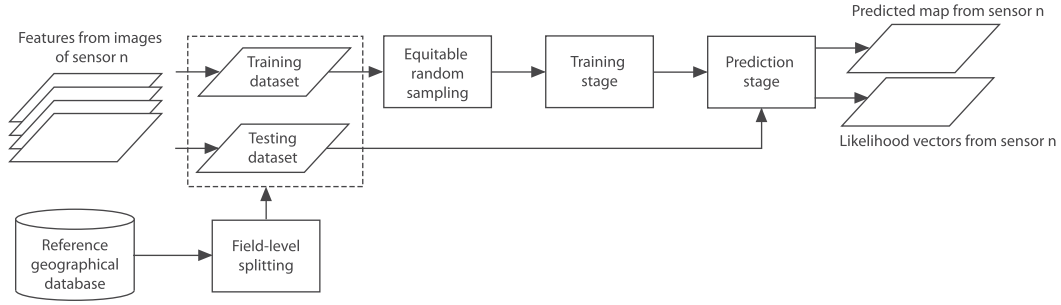 Features from images
of sensor n
Training
dataset
Testing
dataset
Equitable
random
sampling
Training
stage
Prediction
stage
Predicted map from sensor n
Likelihood vectors from sensor n
Reference
geographical
database
Field-level
splitting